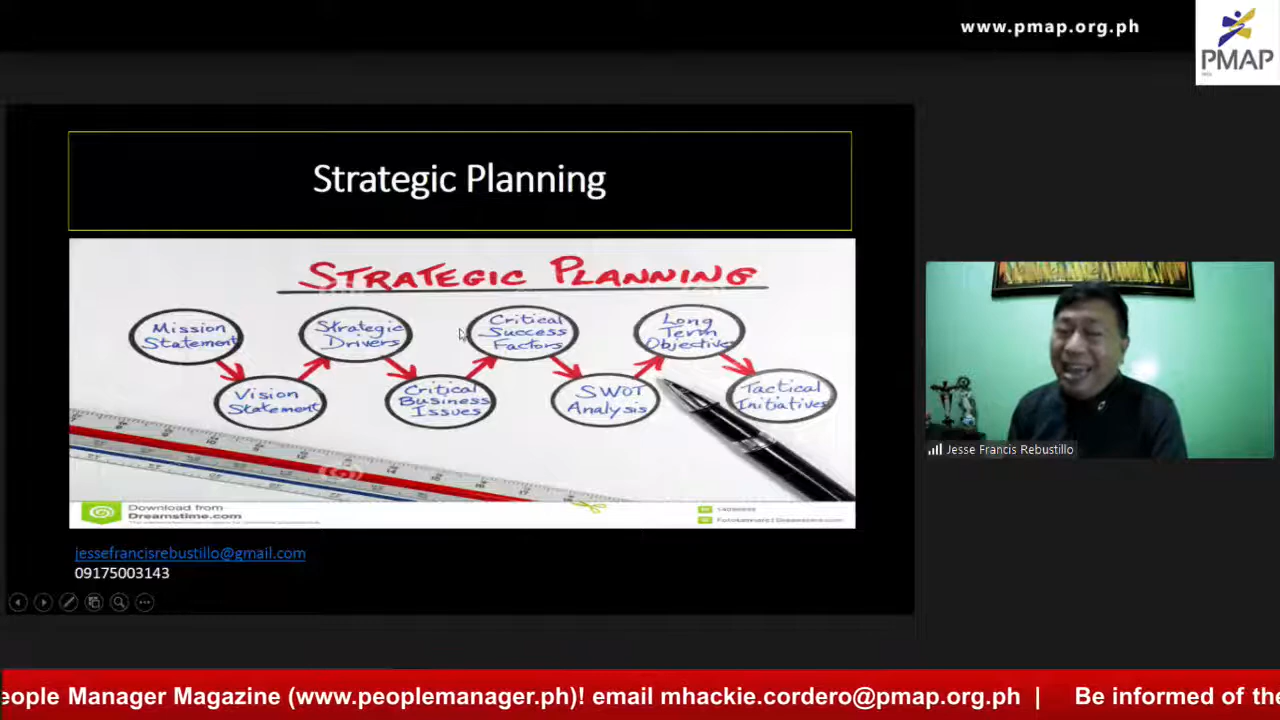 www.pmap.org.ph
PMAP
Strategic Planning
STRATEGIC PLANNING
Mission
Statement
Vision
Statement
Strategic
Drivers
Critical
Business
Issues
Critical
Success
Factors
SWOT
Analysis
Long
Term
Objective
Tactical
Initiatives
Download from
Dreamstime.com
jessefrancisrebustillo@gmail.com
09175003143
Jesse Francis Rebustillo
eople Manager Magazine (www.peoplemanager.ph)! email mhackie.cordero@pmap.org.ph | Be informed of the